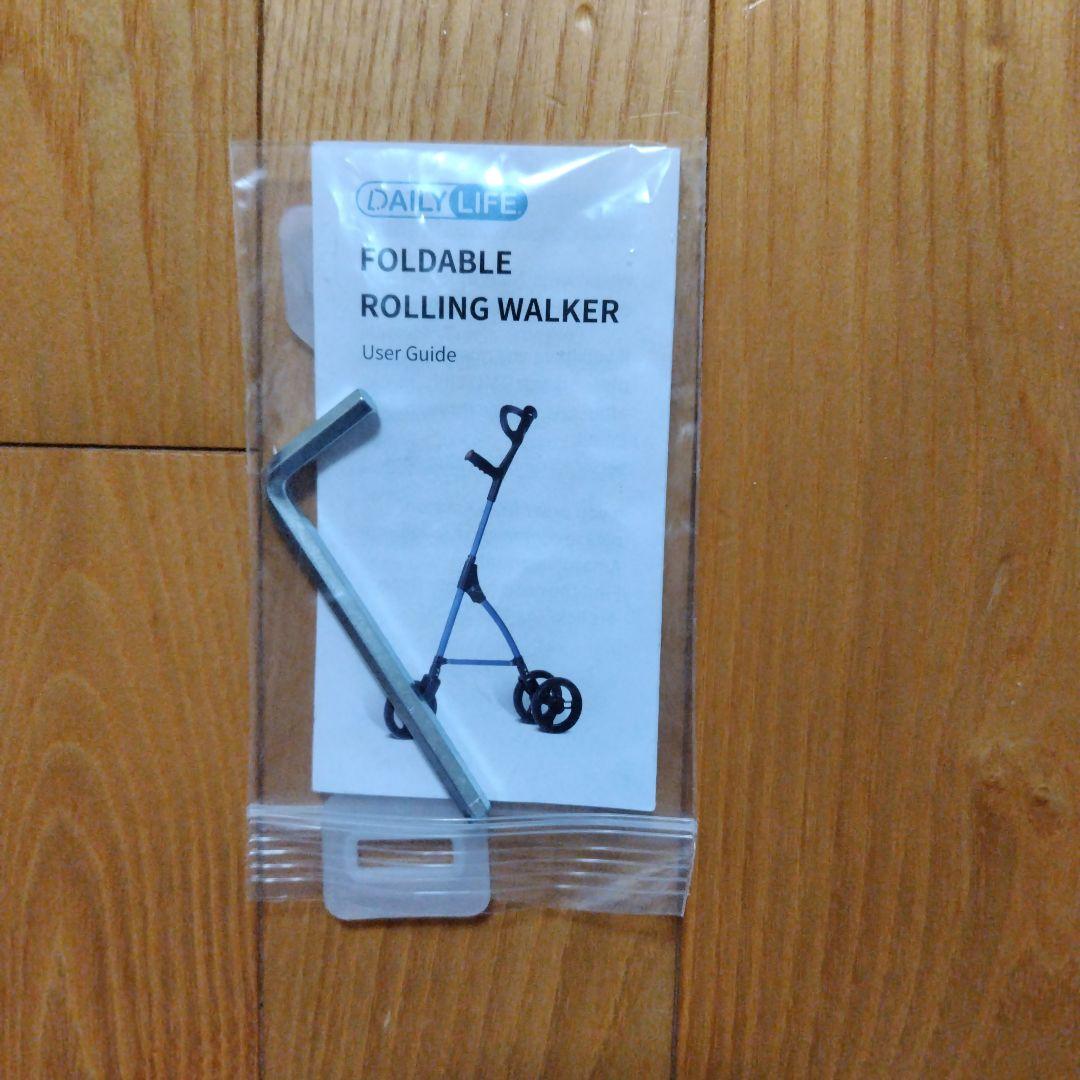 DAILY LIFE
FOLDABLE
ROLLING WALKER
User Guide